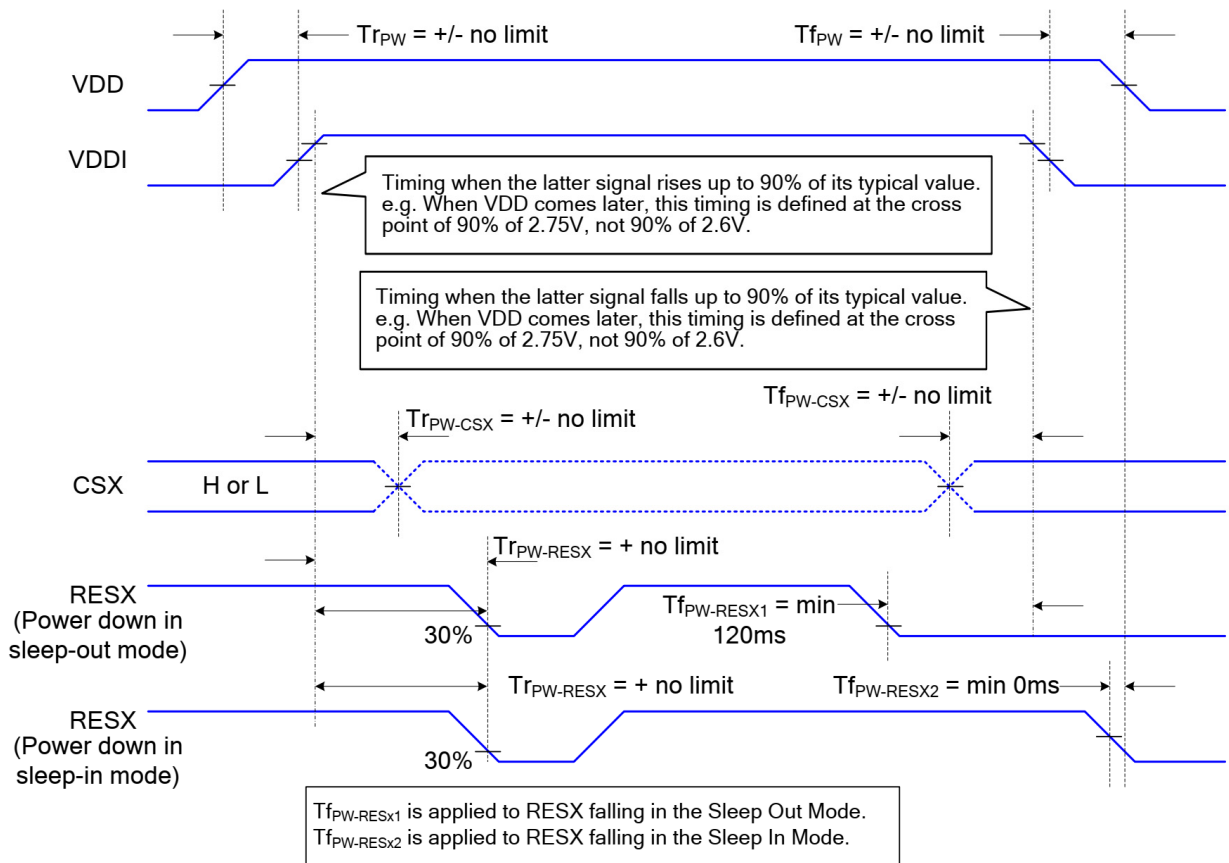 TrPW = +/- no limit
TfPW = +/- no limit
VDD
VDDI
Timing when the latter signal rises up to 90% of its typical value.
e.g. When VDD comes later, this timing is defined at the cross
point of 90% of 2.75V, not 90% of 2.6V.
Timing when the latter signal falls up to 90% of its typical value.
e.g. When VDD comes later, this timing is defined at the cross
point of 90% of 2.75V, not 90% of 2.6V.
TrPW-CSX = +/- no limit
TfPW-CSX = +/- no limit
CSX
H or L
TrPW-RESX = + no limit
RESX
(Power down in
sleep-out mode)
30%
TfPW-RESX1 = min
120ms
TrPW-RESX = + no limit
TfPW-RESX2 = min 0ms
RESX
(Power down in
sleep-in mode)
30%
TfPW-RESx1 is applied to RESX falling in the Sleep Out Mode.
TfPW-RESx2 is applied to RESX falling in the Sleep In Mode.